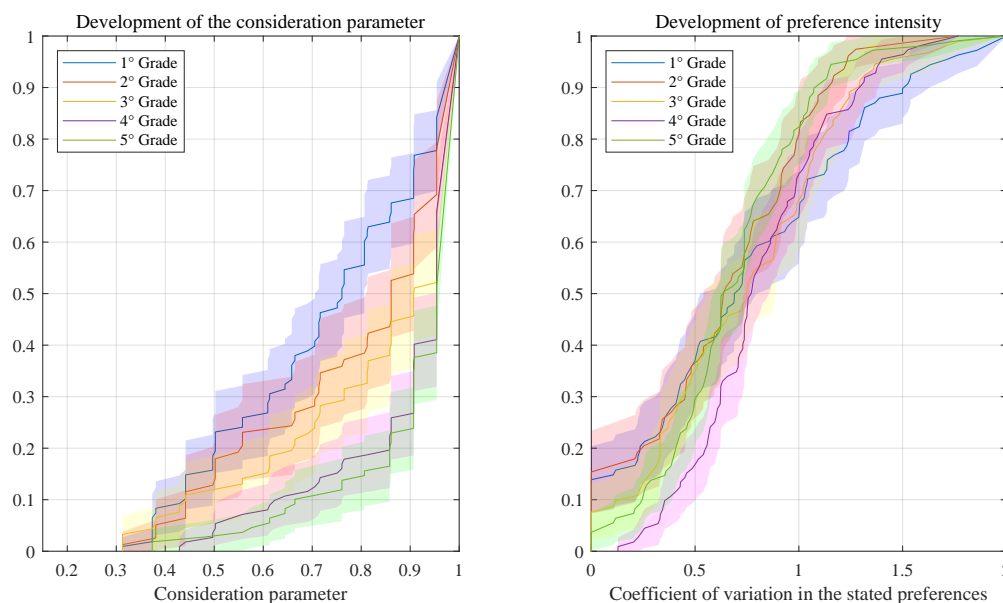 Development of the consideration parameter
1
0.9
0.8
0.7
0.6
0.5
0.4
0.3
0.2
0.1
0
1° Grade
2° Grade
3° Grade
4° Grade
5° Grade
0.2 0.3 0.4 0.5 0.6 0.7 0.8 0.9 1
Consideration parameter
Development of preference intensity
1
0.9
0.8
0.7
0.6
0.5
0.4
0.3
0.2
0.1
0
1° Grade
2° Grade
3° Grade
4° Grade
5° Grade
0 0.5 1 1.5
Coefficient of variation in the stated preferences